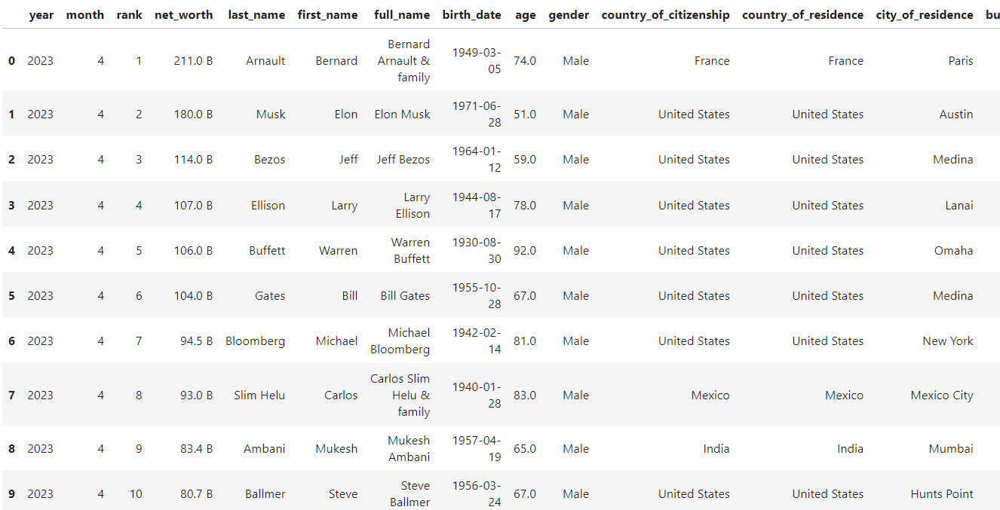 year month rank net_worth last_name first_name full_name birth_date age gender country_of_citizenship country_of_residence city_of_residence bu
0 2023 4 1 211.0 B Arnault Bernard Bernard Arnault & family 1949-03-05 74.0 Male France France Paris
1 2023 4 2 180.0 B Musk Elon Elon Musk 1971-06-28 51.0 Male United States United States Austin
2 2023 4 3 114.0 B Bezos Jeff Jeff Bezos 1964-01-12 59.0 Male United States United States Medina
3 2023 4 4 107.0 B Ellison Larry Larry Ellison 1944-08-17 78.0 Male United States United States Lanai
4 2023 4 5 106.0 B Buffett Warren Warren Buffett 1930-08-30 92.0 Male United States United States Omaha
5 2023 4 6 104.0 B Gates Bill Bill Gates 1955-10-28 67.0 Male United States United States Medina
6 2023 4 7 94.5 B Bloomberg Michael Michael Bloomberg 1942-02-14 81.0 Male United States United States New York
7 2023 4 8 93.0 B Slim Helu Carlos Carlos Slim Helu & family 1940-01-28 83.0 Male Mexico Mexico Mexico City
8 2023 4 9 83.4 B Ambani Mukesh Mukesh Ambani 1957-04-19 65.0 Male India India Mumbai
9 2023 4 10 80.7 B Ballmer Steve Steve Ballmer 1956-03-24 67.0 Male United States United States Hunts Point